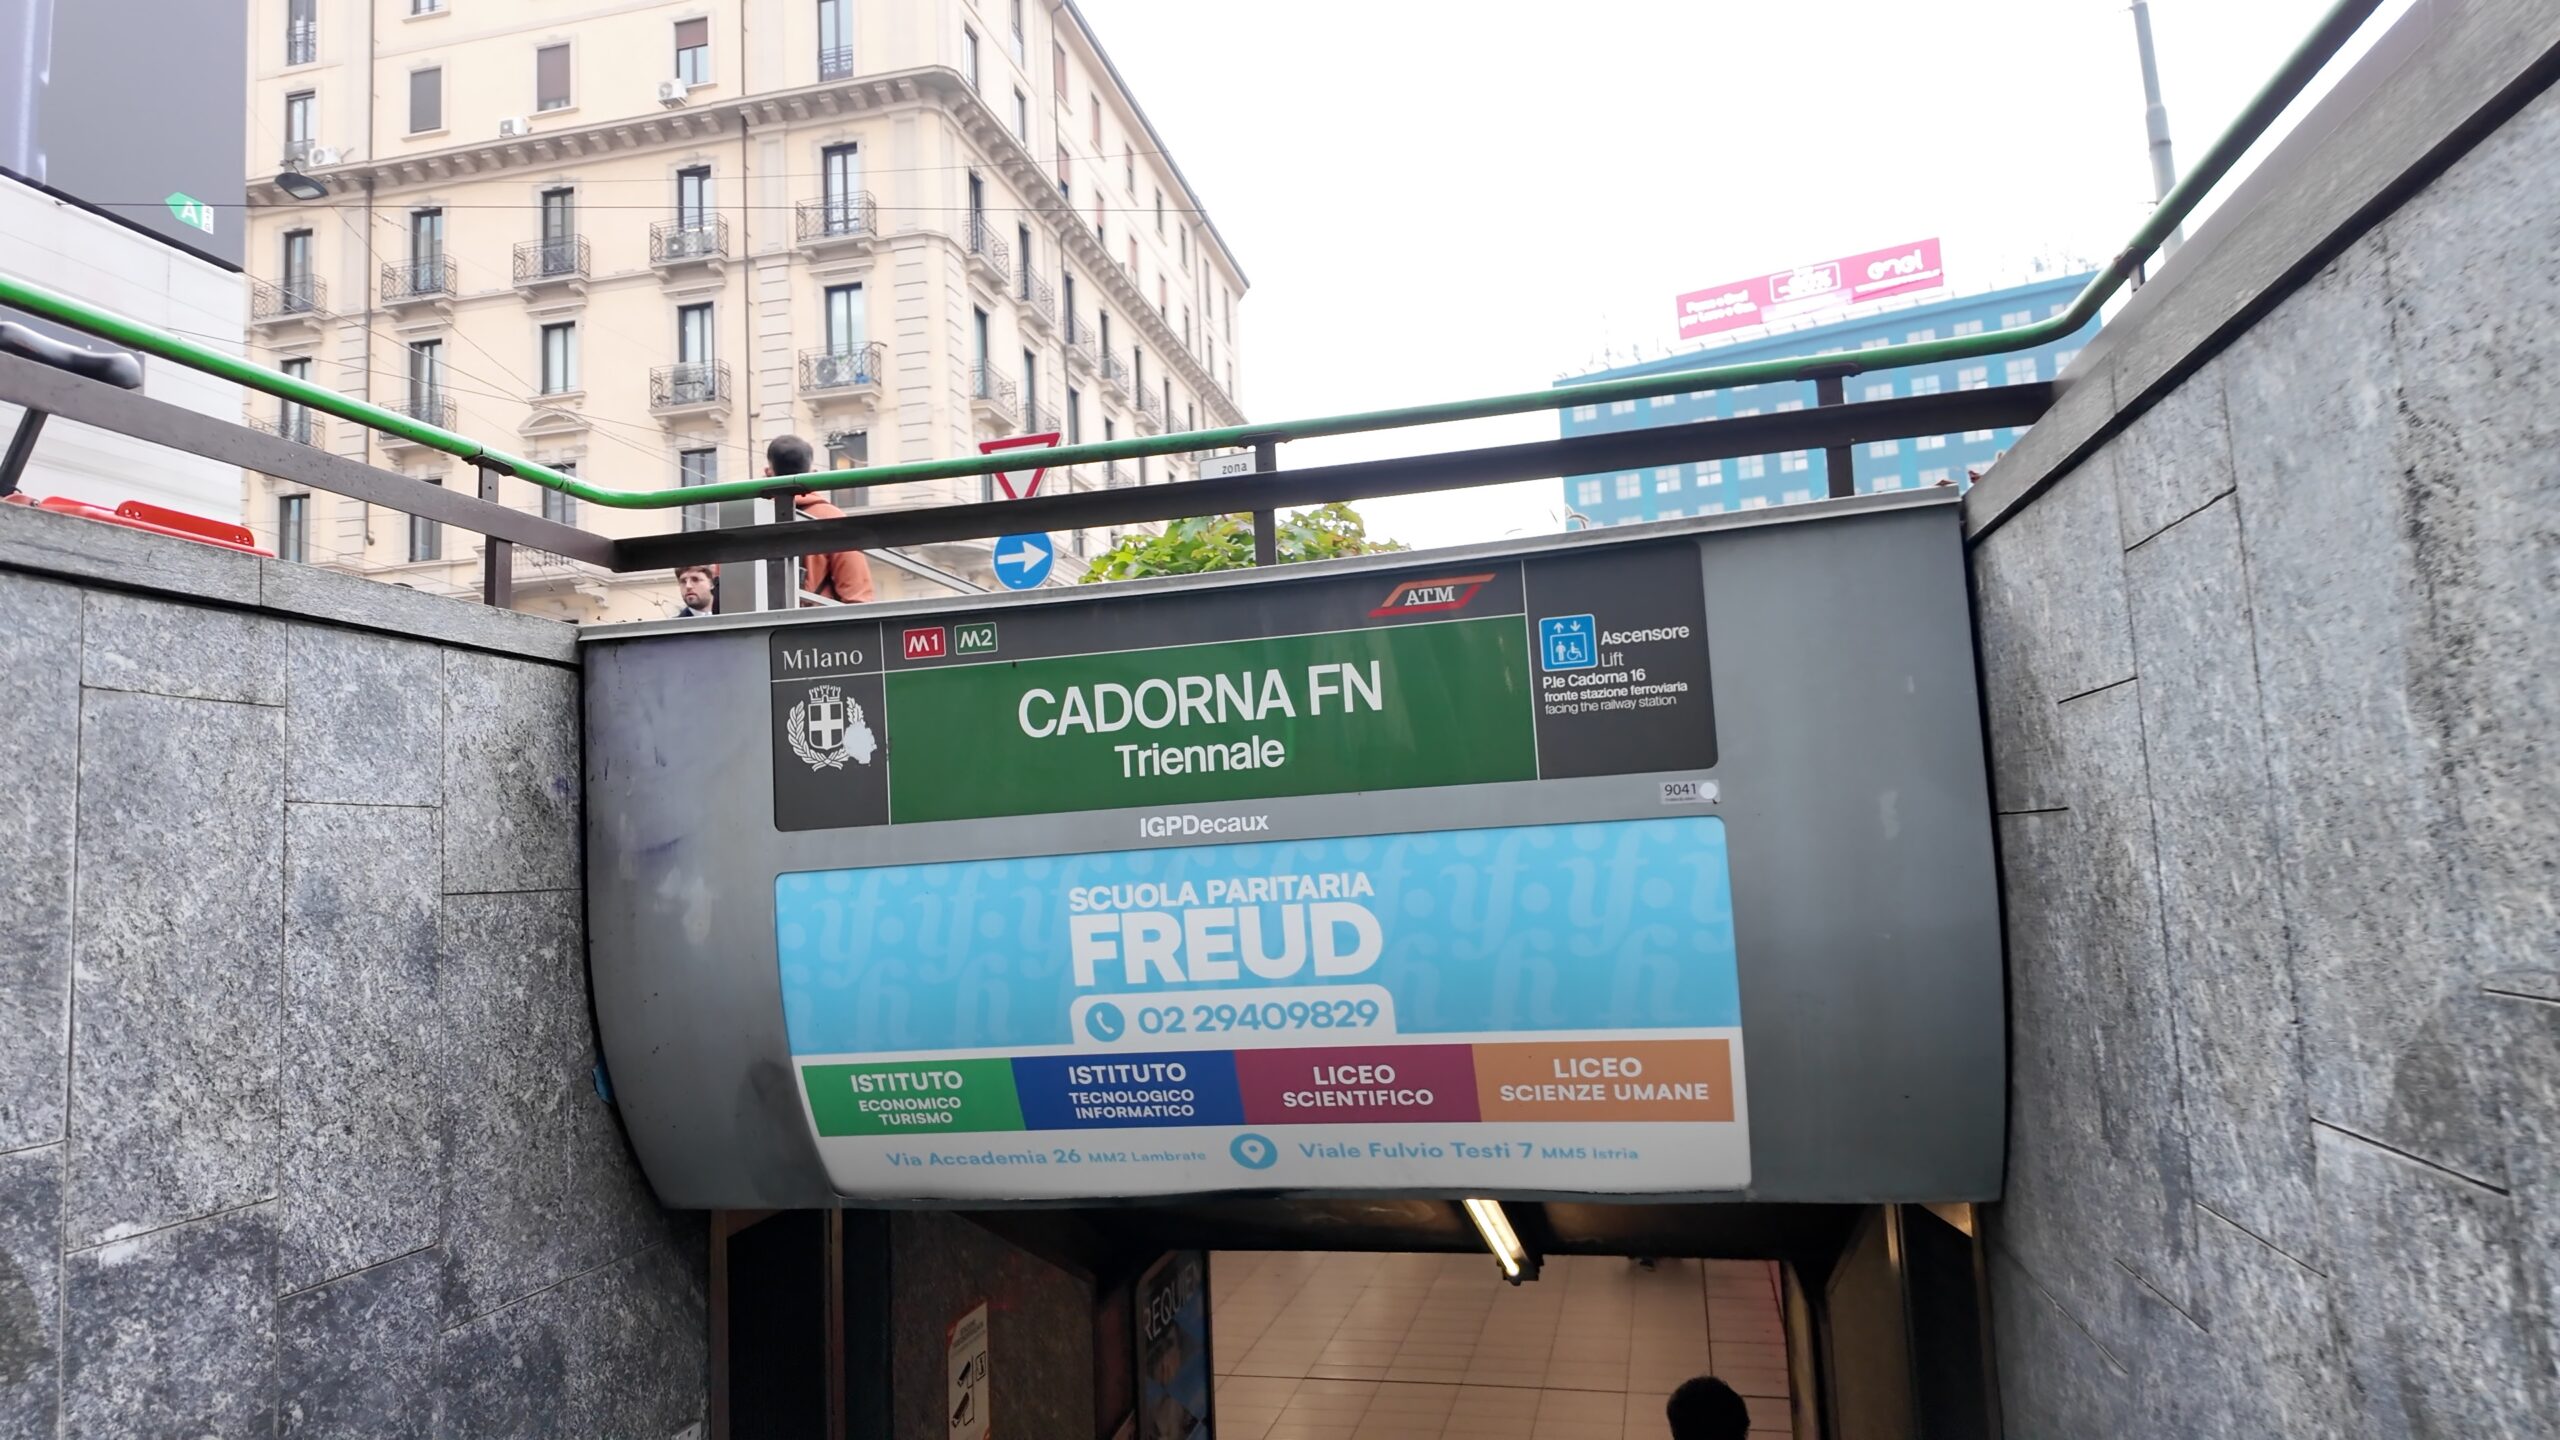 A
enel
zona
Milano
M1 M2
ATM
CADORNA FN
Triennale
Ascensore
Lift
P.le Cadorna 16
fronte stazione ferroviaria
facing the railway station
9041
IGPDecaux
SCUOLA PARITARIA
FREUD
02 29409829
ISTITUTO
ECONOMICO
TURISMO
ISTITUTO
TECNOLOGICO
INFORMATICO
LICEO
SCIENTIFICO
LICEO
SCIENZE UMANE
Via Accademia 26 MM2 Lambrate
Viale Fulvio Testi 7 MM5 Istria